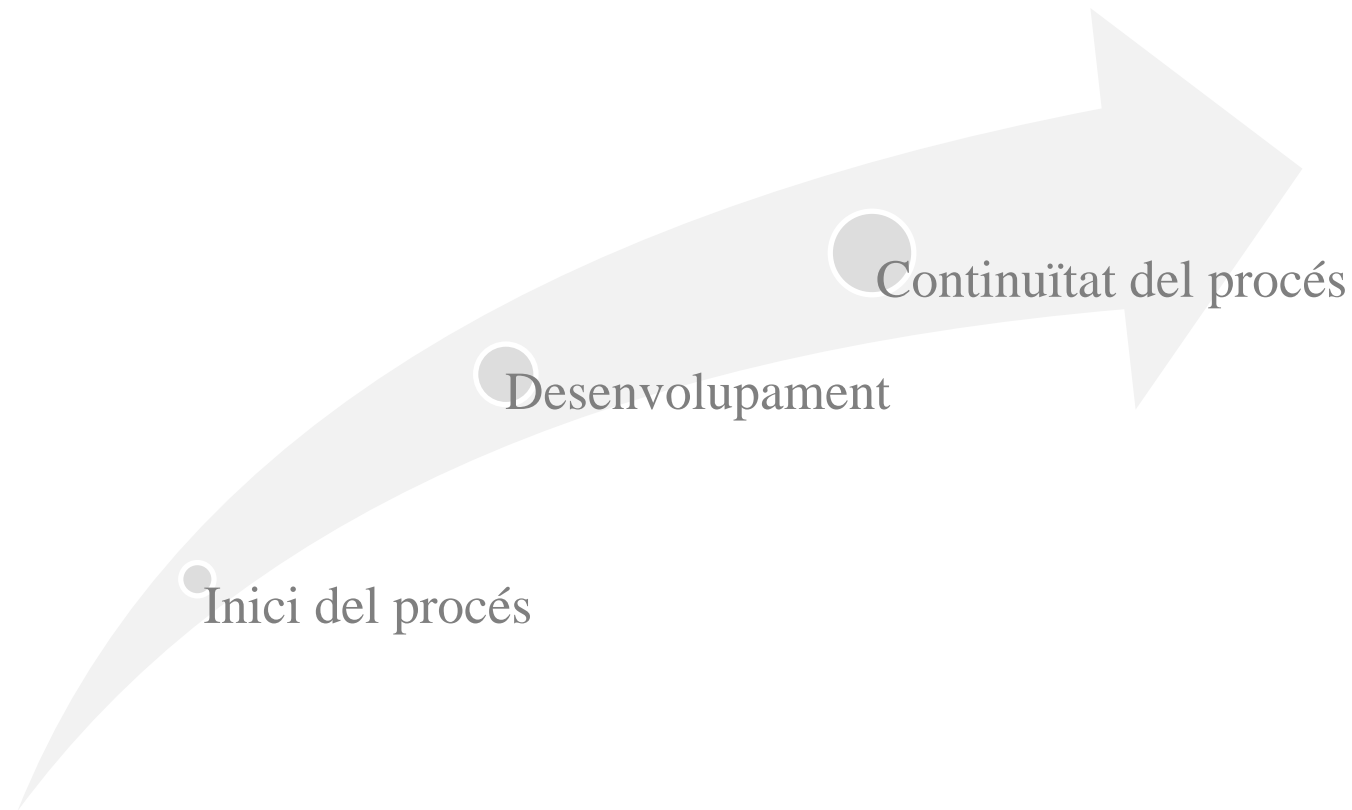 Continuïtat del procés
Desenvolupament
Inici del procés